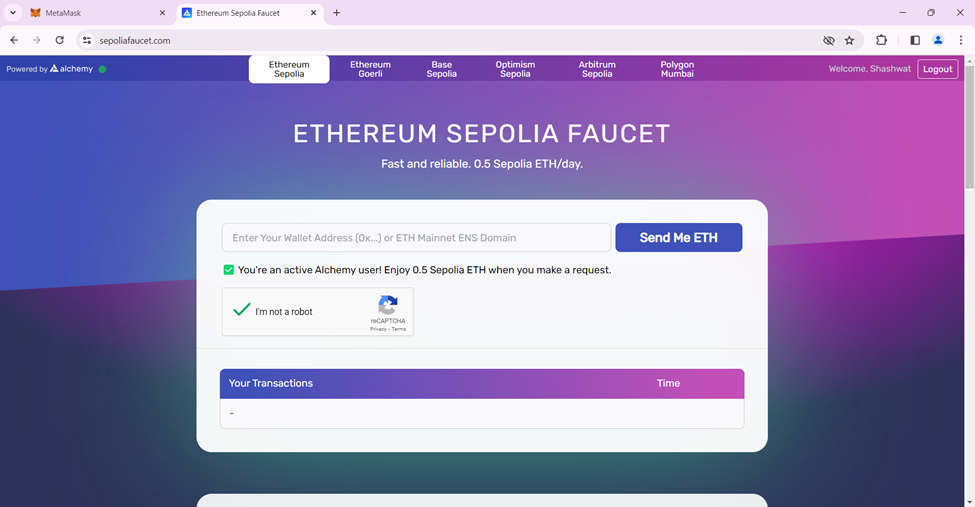 MetaMask
Ethereum Sepolia Faucet
sepoliafaucet.com
Powered by alchemy
Ethereum
Sepolia
Ethereum
Goerli
Base
Sepolia
Optimism
Sepolia
Arbitrum
Sepolia
Polygon
Mumbai
Welcome, Shashwat
Logout
ETHEREUM SEPOLIA FAUCET
Fast and reliable. 0.5 Sepolia ETH/day.
Enter Your Wallet Address (0x...) or ETH Mainnet ENS Domain
Send Me ETH
You're an active Alchemy user! Enjoy 0.5 Sepolia ETH when you make a request.
I'm not a robot
reCAPTCHA
Privacy - Terms
Your Transactions Time
-